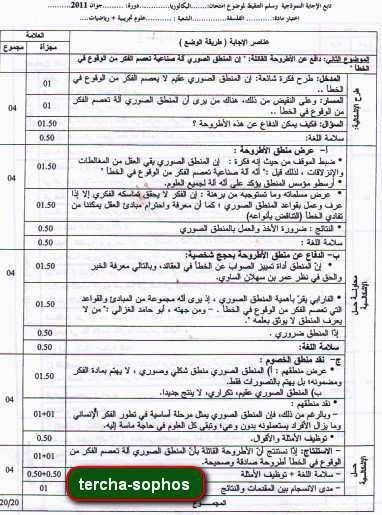 تابع الإجابة النموذجية وسلم التنقيط لموضوع امتحان: البكالوريا دورة: جوان 2011
اختبار مادة: الفلسفة الشعبة: علوم تجريبية + رياضيات
عناصر الإجابة (طريقة الوضع)
العلامة
مجزأة
مجموع
الموضوع الثاني: دافع عن الأطروحة القائلة: " إن المنطق الصوري آلة صناعية تعصم الفكر من الوقوع في الخطأ "
طرح الإشكالية:
المدخل: طرح فكرة شائعة: إن المنطق الصوري عقيم لا يعصم الفكر من الوقوع في الخطأ ..
01
المسار: وعلى النقيض من ذلك، هناك من يرى أن المنطق الصوري آلة تعصم الفكر من الوقوع في الخطأ ..
01
04
السؤال: فكيف يمكن الدفاع عن هذه الأطروحة ؟
01.50
سلامة اللغة:
0.50
محاولة حل الإشكالية
أ- عرض منطق الأطروحة :
• ضبط الموقف من حيث إنه فكرة : إن المنطق الصوري يقي العقل من المغالطات والإنزلاقات ، لذلك قيل : "أنه آلة صناعية تعصم الفكر من الوقوع في الخطأ "
• أرسطو مؤسس المنطق يؤكد على أنه آلة لجميع العلوم.
01.50
• عرض مسلماته وما تستوجبه من برهنة : إن الفكر لا يحقق تماسكه الفكري إلا إذا عرف وعمل بقواعد المنطق الصوري ؛ كما أن معرفة واحترام مبادئ العقل يمكننا من تفادي الخطأ (التناقض بأنواعه)
01.50
04
• النتائج : ضرورة الأخذ والعمل بالمنطق الصوري
0.50
سلامة اللغة :
0.50
ب- الدفاع عن منطق الأطروحة بحجج شخصية:
• إن المنطق أداة تمييز الصواب عن الخطأ في العقائد، وبالتالي معرفة الخير والحق في نظر عمر بن سهلان الساوي.
01.50
• الفارابي يقر بأهمية المنطق الصوري ، إذ يرى أنه مجموعة من المبادئ والقواعد التي تعصم الفكر من الوقوع في الخطأ . - ومن جهته ، أبو حامد الغزالي :" من لا يعرف المنطق لا يوثق بعلمه ".
01.50
04
إذا المنطق ضروري .
0.50
سلامة اللغة:
0.50
ج- نقد منطق الخصوم :
• عرض منطقهم : أ) المنطق الصوري منطق شكلي وصوري ، لا يهتم بمادة الفكر ومضمونه؛ بل يهتم بالتصورات فقط.
ب) المنطق الصوري عقيم، تكراري، لا ينتج جديدا.
01.50
• نقد منطقهم :
- وبالرغم من ذلك، فإن المنطق الصوري يمثل مرحلة أساسية في تطور الفكر الإنساني وما يزال الأفراد يستعملونه بدون وعي؛ وتبقى كل العلوم في حاجة ماسة إليه.
01+01
04
• توظيف الأمثلة والأقوال.
0.50
حل الإشكالية
- الاستنتاج: إذا نستنتج أن الأطروحة القائلة بأن المنطق الصوري آلة تعصم الفكر من الوقوع في الخطأ أطروحة صادقة وصحيحة.
01+01
- سلامة اللغة + توظيف الأمثلة
0.50+0.50
04
- مدى الانسجام بين المقدمات والنتائج
01
المجمـــوع
20/20
tercha-sophos